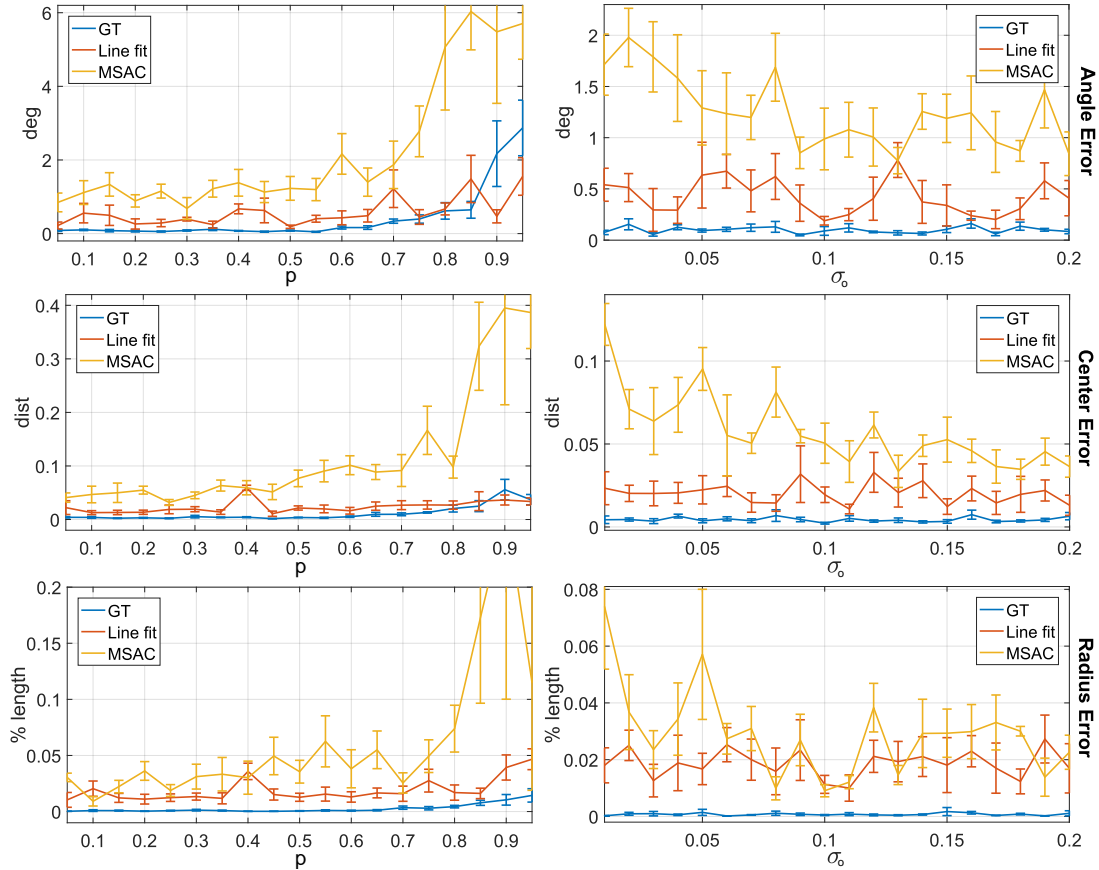 6
4
2
0
deg
GT
Line fit
MSAC
0.1 0.2 0.3 0.4 0.5 0.6 0.7 0.8 0.9
p
2
1.5
1
0.5
0
deg
GT
Line fit
MSAC
0.05 0.1 0.15 0.2
σo
Angle Error
0.4
0.3
0.2
0.1
0
dist
GT
Line fit
MSAC
0.1 0.2 0.3 0.4 0.5 0.6 0.7 0.8 0.9
p
0.1
0.05
0
dist
GT
Line fit
MSAC
0.05 0.1 0.15 0.2
σo
Center Error
0.2
0.15
0.1
0.05
0
% length
GT
Line fit
MSAC
0.1 0.2 0.3 0.4 0.5 0.6 0.7 0.8 0.9
p
0.08
0.06
0.04
0.02
0
% length
GT
Line fit
MSAC
0.05 0.1 0.15 0.2
σo
Radius Error